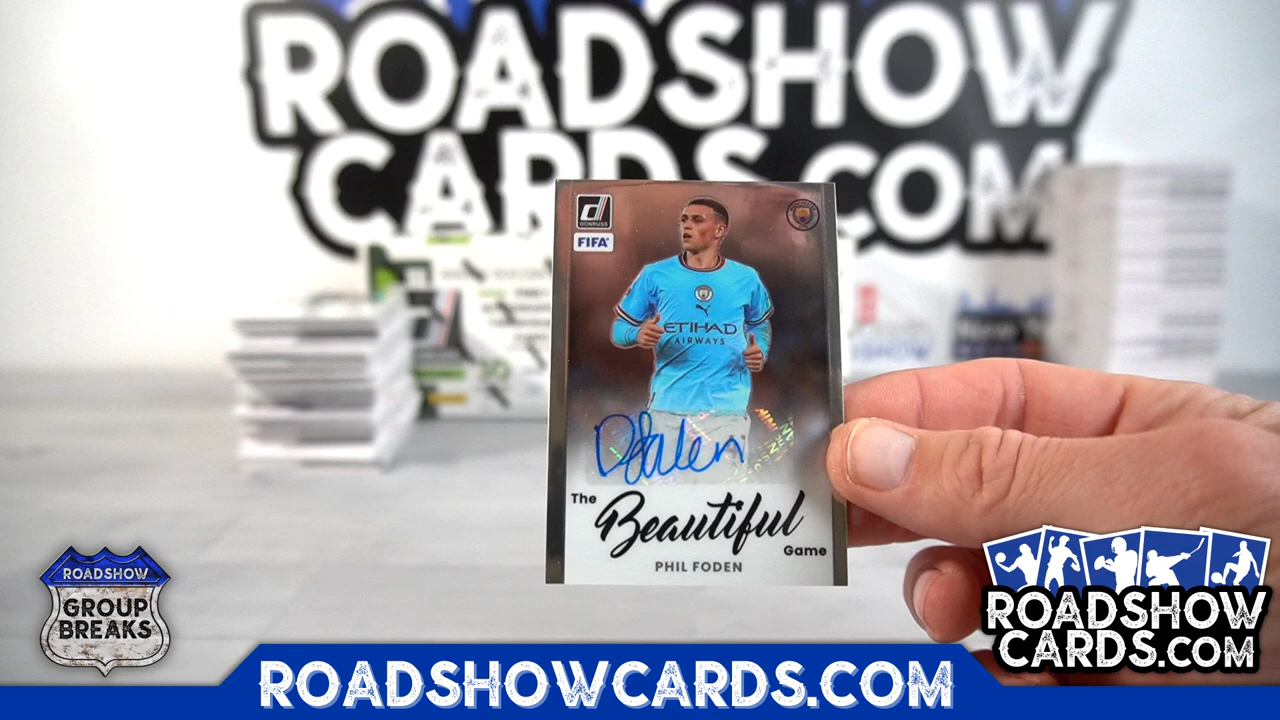 ROADSHOW
CARDS.COM
DONRUSS
FIFA
ETIHAD
AIRWAYS
The
Beautiful
Game
PHIL FODEN
ROADSHOW
GROUP
BREAKS
ROADSHOW
CARDS.COM
ROADSHOWCARDS.COM